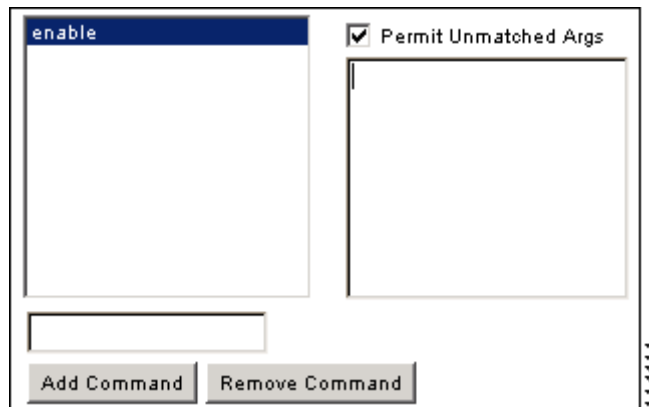 enable
Permit Unmatched Args
Add Command
Remove Command